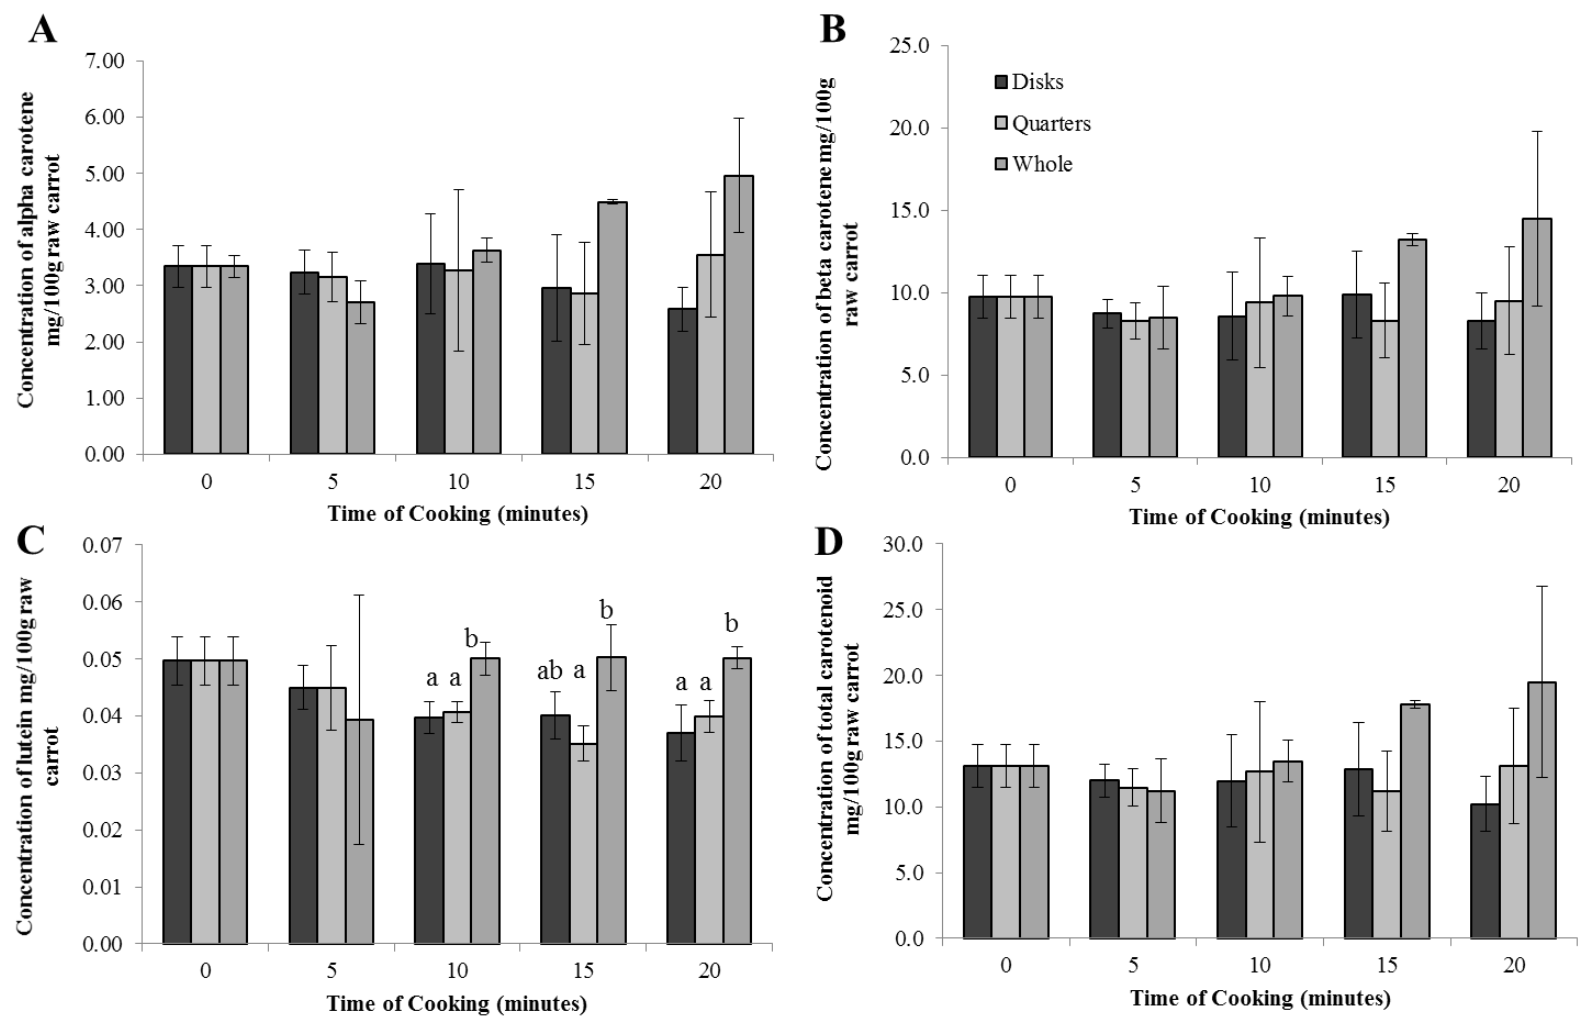 A
Concentration of alpha carotene
mg/100g raw carrot
7.00
6.00
5.00
4.00
3.00
2.00
1.00
0.00
0 5 10 15 20
Time of Cooking (minutes)
B
Concentration of beta carotene mg/100g
raw carrot
25.0
20.0
15.0
10.0
5.0
0.0
Disks
Quarters
Whole
0 5 10 15 20
Time of Cooking (minutes)
C
Concentration of lutein mg/100g raw
carrot
0.07
0.06
0.05
0.04
0.03
0.02
0.01
0.00
a a b
ab a b
a a b
0 5 10 15 20
Time of Cooking (minutes)
D
Concentration of total carotenoid
mg/100g raw carrot
30.0
25.0
20.0
15.0
10.0
5.0
0.0
0 5 10 15 20
Time of Cooking (minutes)